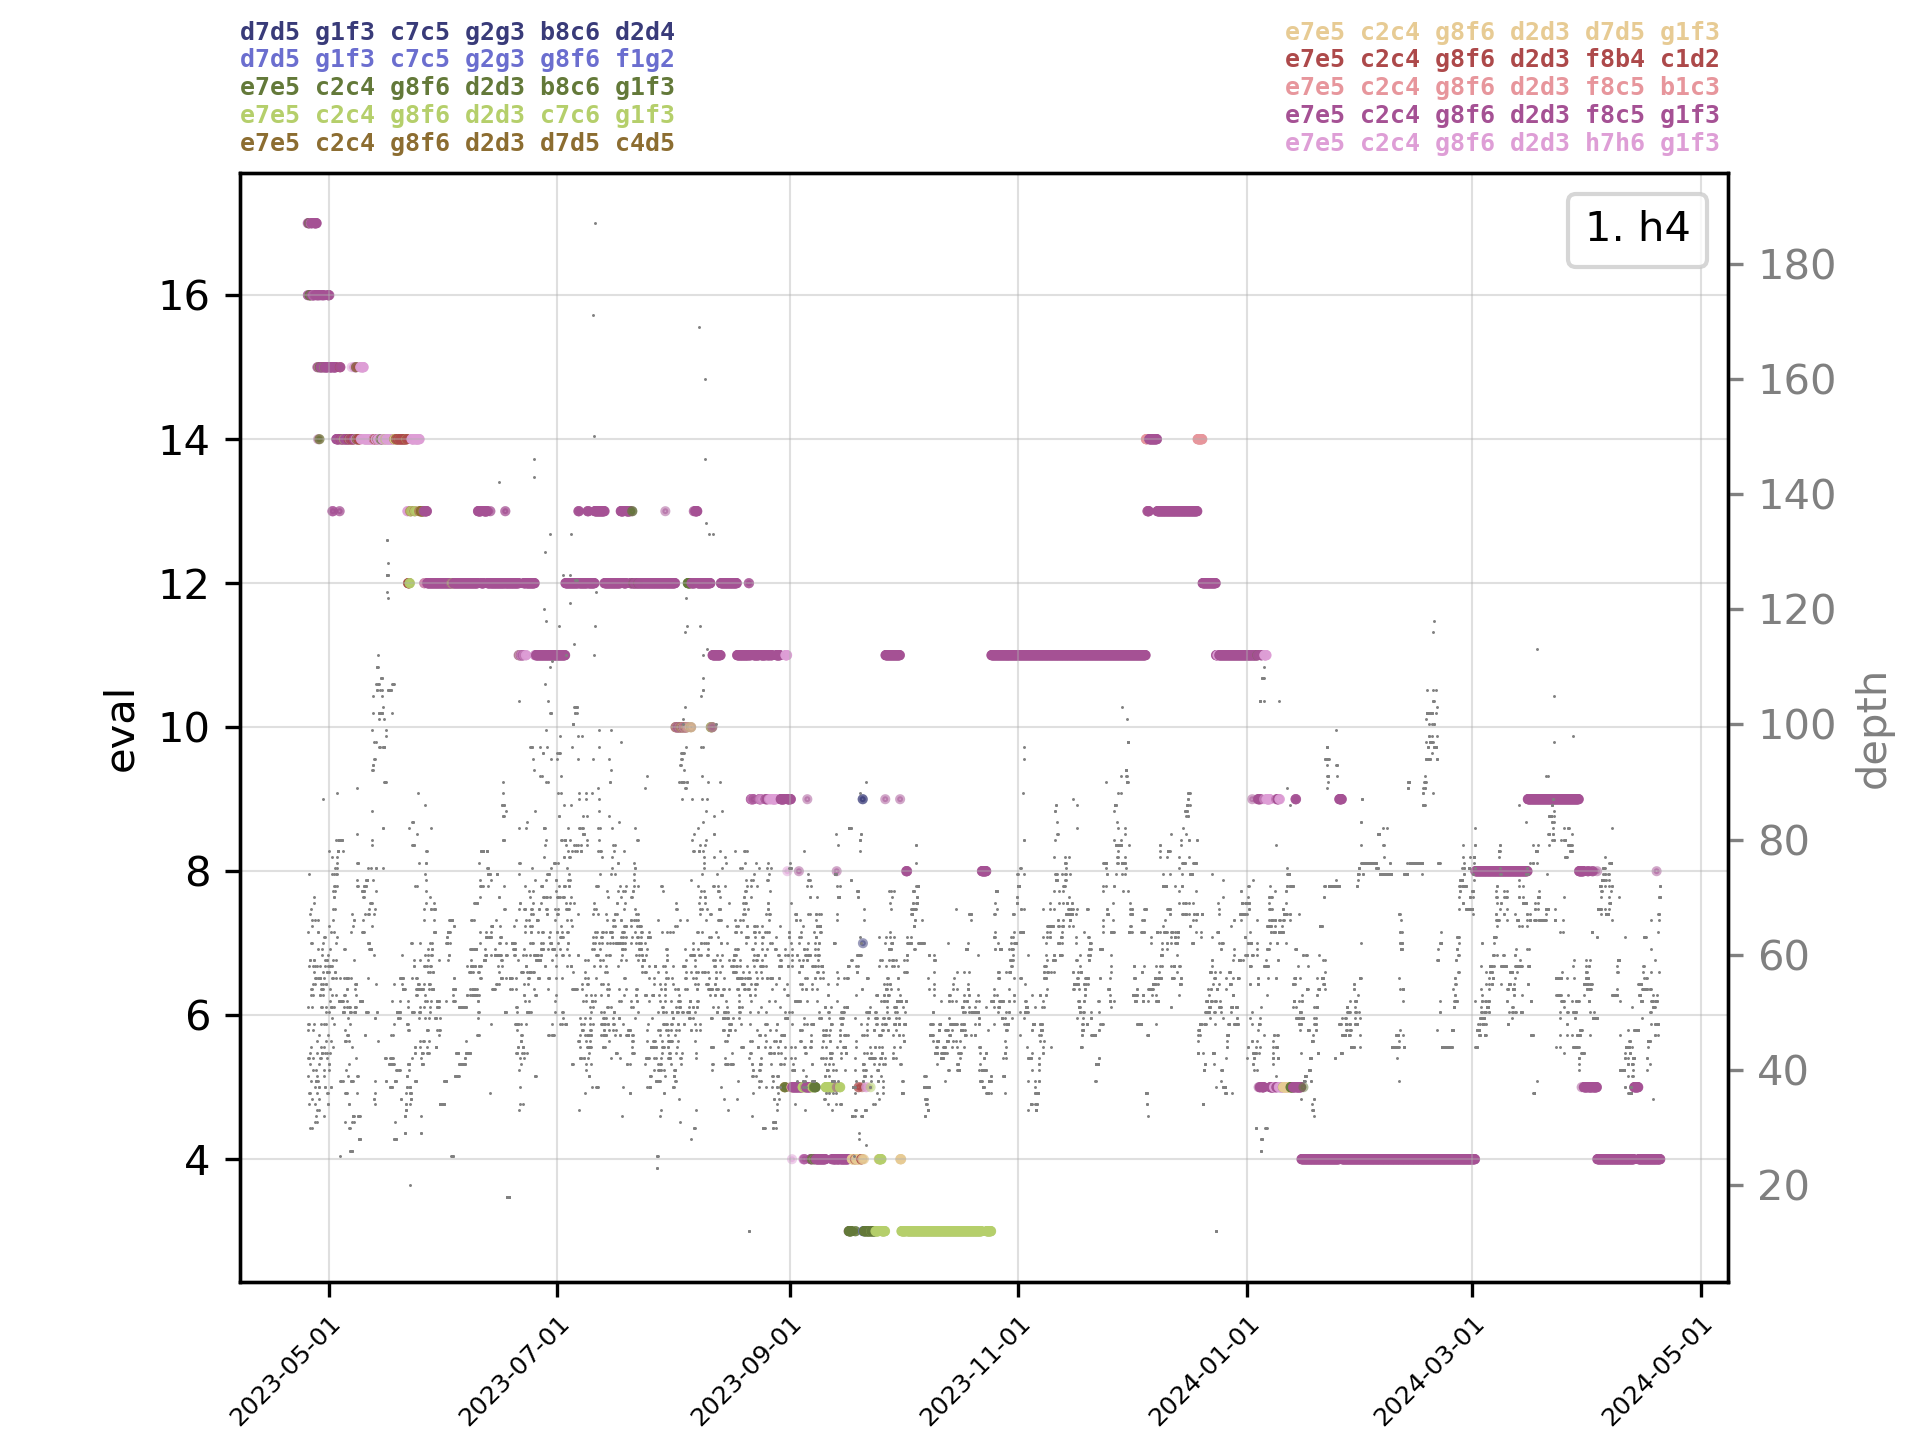 d7d5 g1f3 c7c5 g2g3 b8c6 d2d4
d7d5 g1f3 c7c5 g2g3 g8f6 f1g2
e7e5 c2c4 g8f6 d2d3 b8c6 g1f3
e7e5 c2c4 g8f6 d2d3 c7c6 g1f3
e7e5 c2c4 g8f6 d2d3 d7d5 c4d5
e7e5 c2c4 g8f6 d2d3 d7d5 g1f3
e7e5 c2c4 g8f6 d2d3 f8b4 c1d2
e7e5 c2c4 g8f6 d2d3 f8c5 b1c3
e7e5 c2c4 g8f6 d2d3 f8c5 g1f3
e7e5 c2c4 g8f6 d2d3 h7h6 g1f3
1. h4
eval
16
14
12
10
8
6
4
180
160
140
120
100
80
60
40
20
depth
2023-05-01
2023-07-01
2023-09-01
2023-11-01
2024-01-01
2024-03-01
2024-05-01